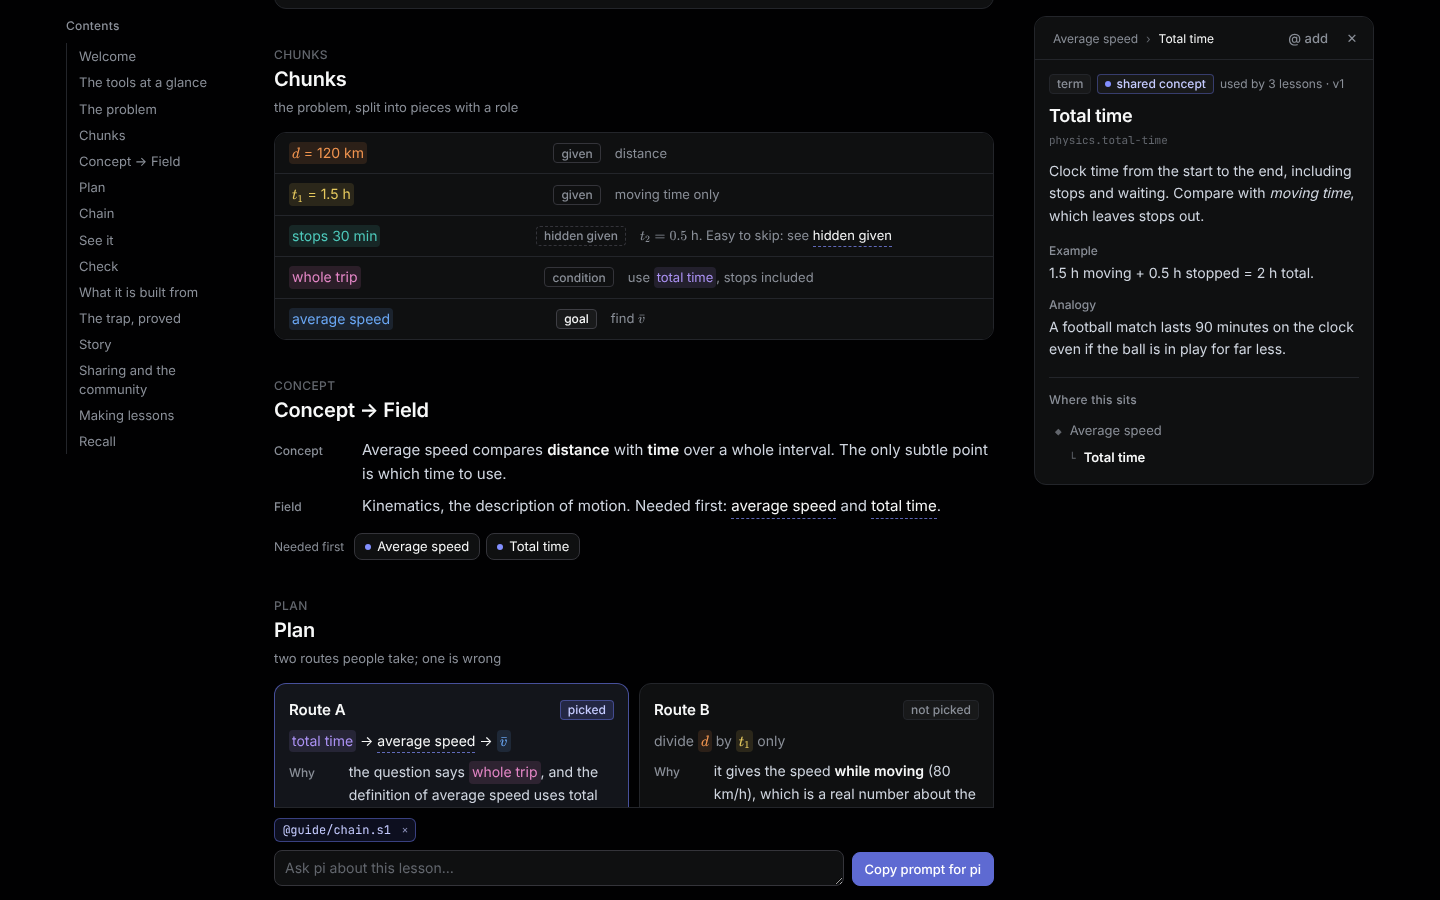 Contents
Welcome
The tools at a glance
The problem
Chunks
Concept → Field
Plan
Chain
See it
Check
What it is built from
The trap, proved
Story
Sharing and the
community
Making lessons
Recall
CHUNKS
Chunks
the problem, split into pieces with a role
d = 120 km given distance
t₁ = 1.5 h given moving time only
stops 30 min hidden given t₂ = 0.5 h. Easy to skip: see hidden given
whole trip condition use total time, stops included
average speed goal find v̄
CONCEPT
Concept → Field
Concept Average speed compares distance with time over a whole interval. The only subtle point
is which time to use.
Field Kinematics, the description of motion. Needed first: average speed and total time.
Needed first Average speed Total time
PLAN
Plan
two routes people take; one is wrong
Route A picked
total time → average speed → v̄
Why the question says whole trip, and the
definition of average speed uses total
Route B not picked
divide d by t₁ only
Why it gives the speed while moving (80
km/h), which is a real number about the
@guide/chain.s1 ×
Ask pi about this lesson...
Copy prompt for pi
Average speed › Total time @ add ×
term shared concept used by 3 lessons · v1
Total time
physics.total-time
Clock time from the start to the end, including
stops and waiting. Compare with moving time,
which leaves stops out.
Example
1.5 h moving + 0.5 h stopped = 2 h total.
Analogy
A football match lasts 90 minutes on the clock
even if the ball is in play for far less.
Where this sits
Average speed
└ Total time